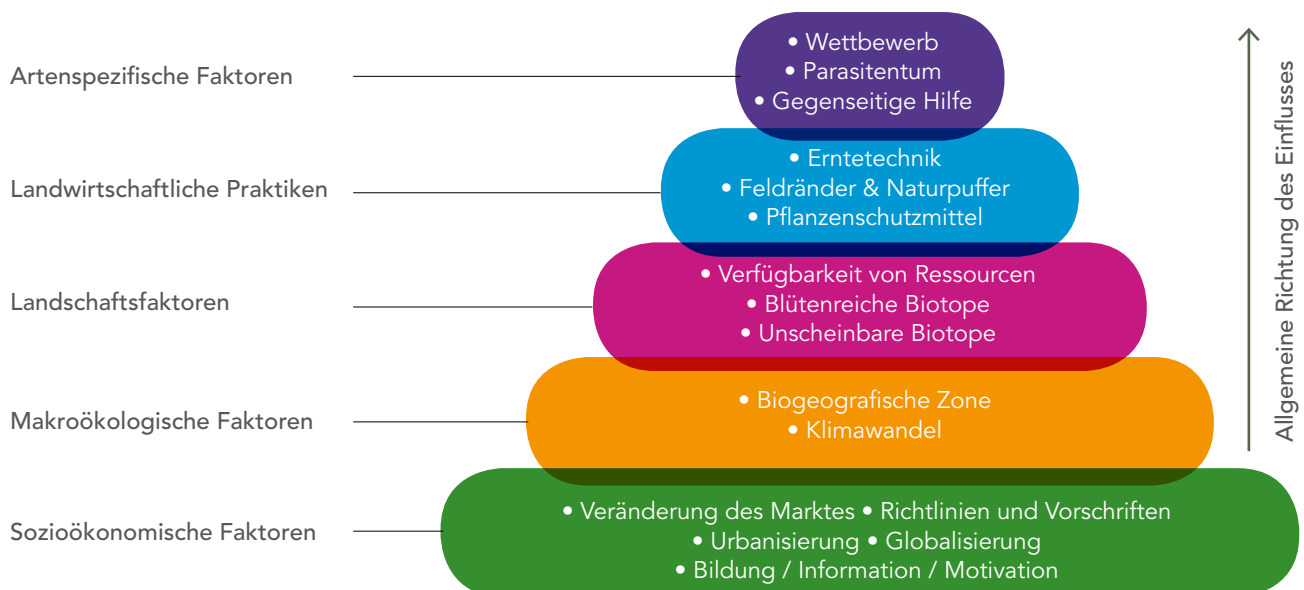 Artenspezifische Faktoren
• Wettbewerb
• Parasitentum
• Gegenseitige Hilfe
Landwirtschaftliche Praktiken
• Erntetechnik
• Feldränder & Naturpuffer
• Pflanzenschutzmittel
Landschaftsfaktoren
• Verfügbarkeit von Ressourcen
• Blütenreiche Biotope
• Unscheinbare Biotope
Makroökologische Faktoren
• Biogeografische Zone
• Klimawandel
Sozioökonomische Faktoren
• Veränderung des Marktes • Richtlinien und Vorschriften
• Urbanisierung • Globalisierung
• Bildung / Information / Motivation
Allgemeine Richtung des Einflusses